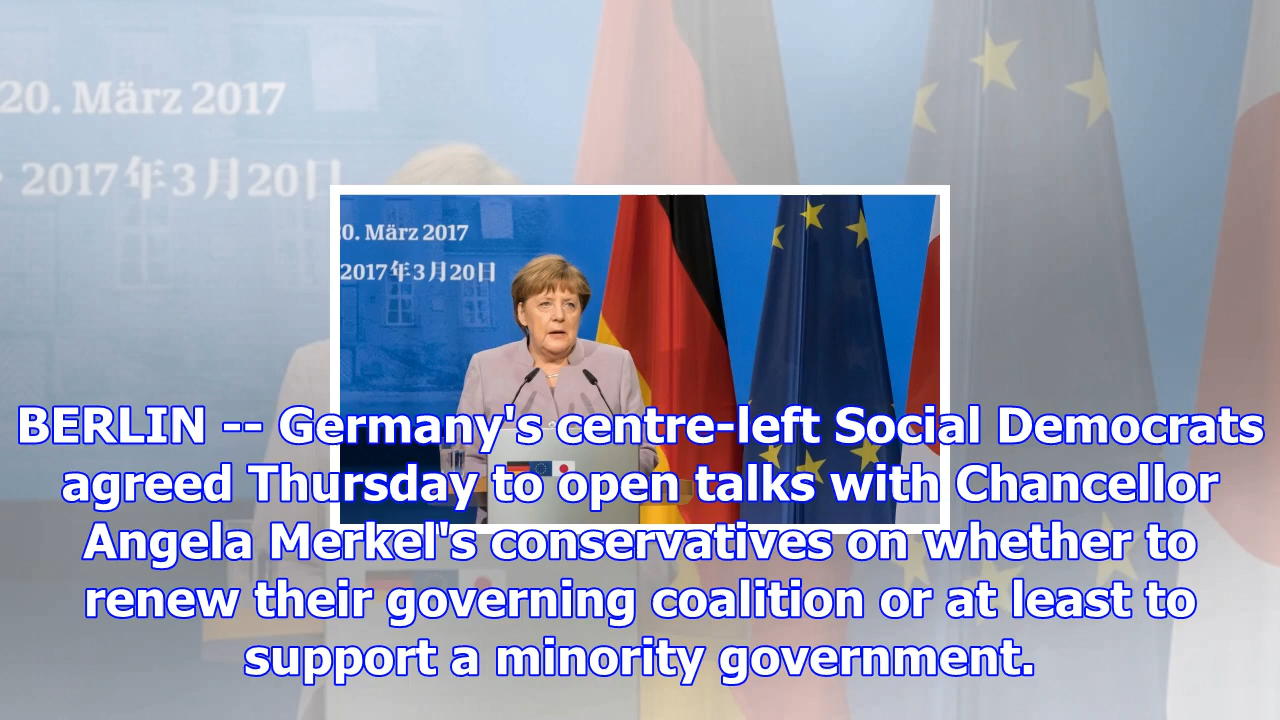 20. März 2017
2017年3月20日
0. März 2017
2017年3月20日
BERLIN -- Germany's centre-left Social Democrats
agreed Thursday to open talks with Chancellor
Angela Merkel's conservatives on whether to
renew their governing coalition or at least to
support a minority government.